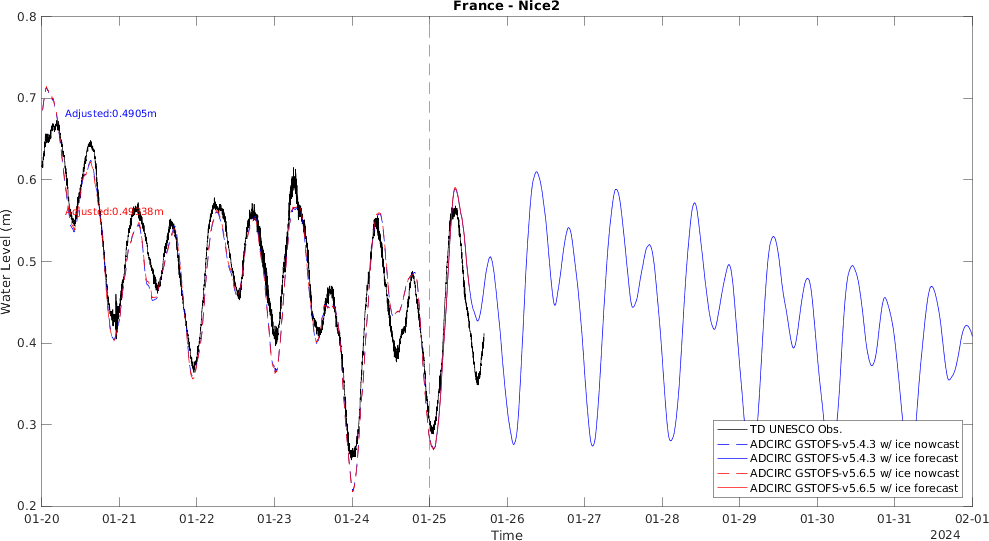 France - Nice2
0.8
0.7
0.6
0.5
0.4
0.3
0.2
Water Level (m)
Adjusted:0.4905m
Adjusted:0.49538m
TD UNESCO Obs.
ADCIRC GSTOFS-v5.4.3 w/ ice nowcast
ADCIRC GSTOFS-v5.4.3 w/ ice forecast
ADCIRC GSTOFS-v5.6.5 w/ ice nowcast
ADCIRC GSTOFS-v5.6.5 w/ ice forecast
01-20 01-21 01-22 01-23 01-24 01-25 01-26 01-27 01-28 01-29 01-30 01-31 02-01
Time
2024